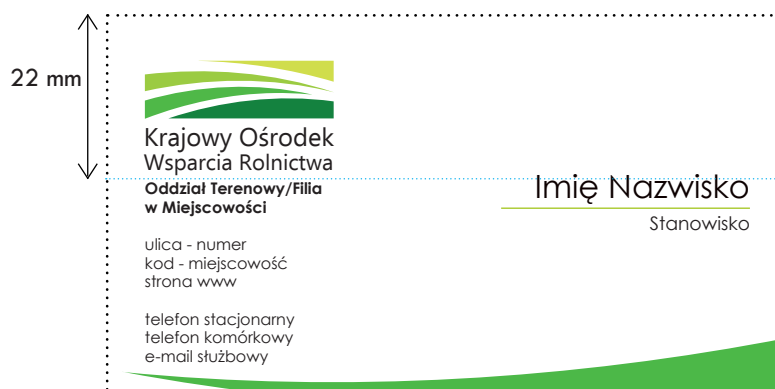 22 mm
Krajowy Ośrodek
Wsparcia Rolnictwa
Oddział Terenowy/Filia
w Miejscowości
ulica - numer
kod - miejscowość
strona www
telefon stacjonarny
telefon komórkowy
e-mail służbowy
Imię Nazwisko
Stanowisko